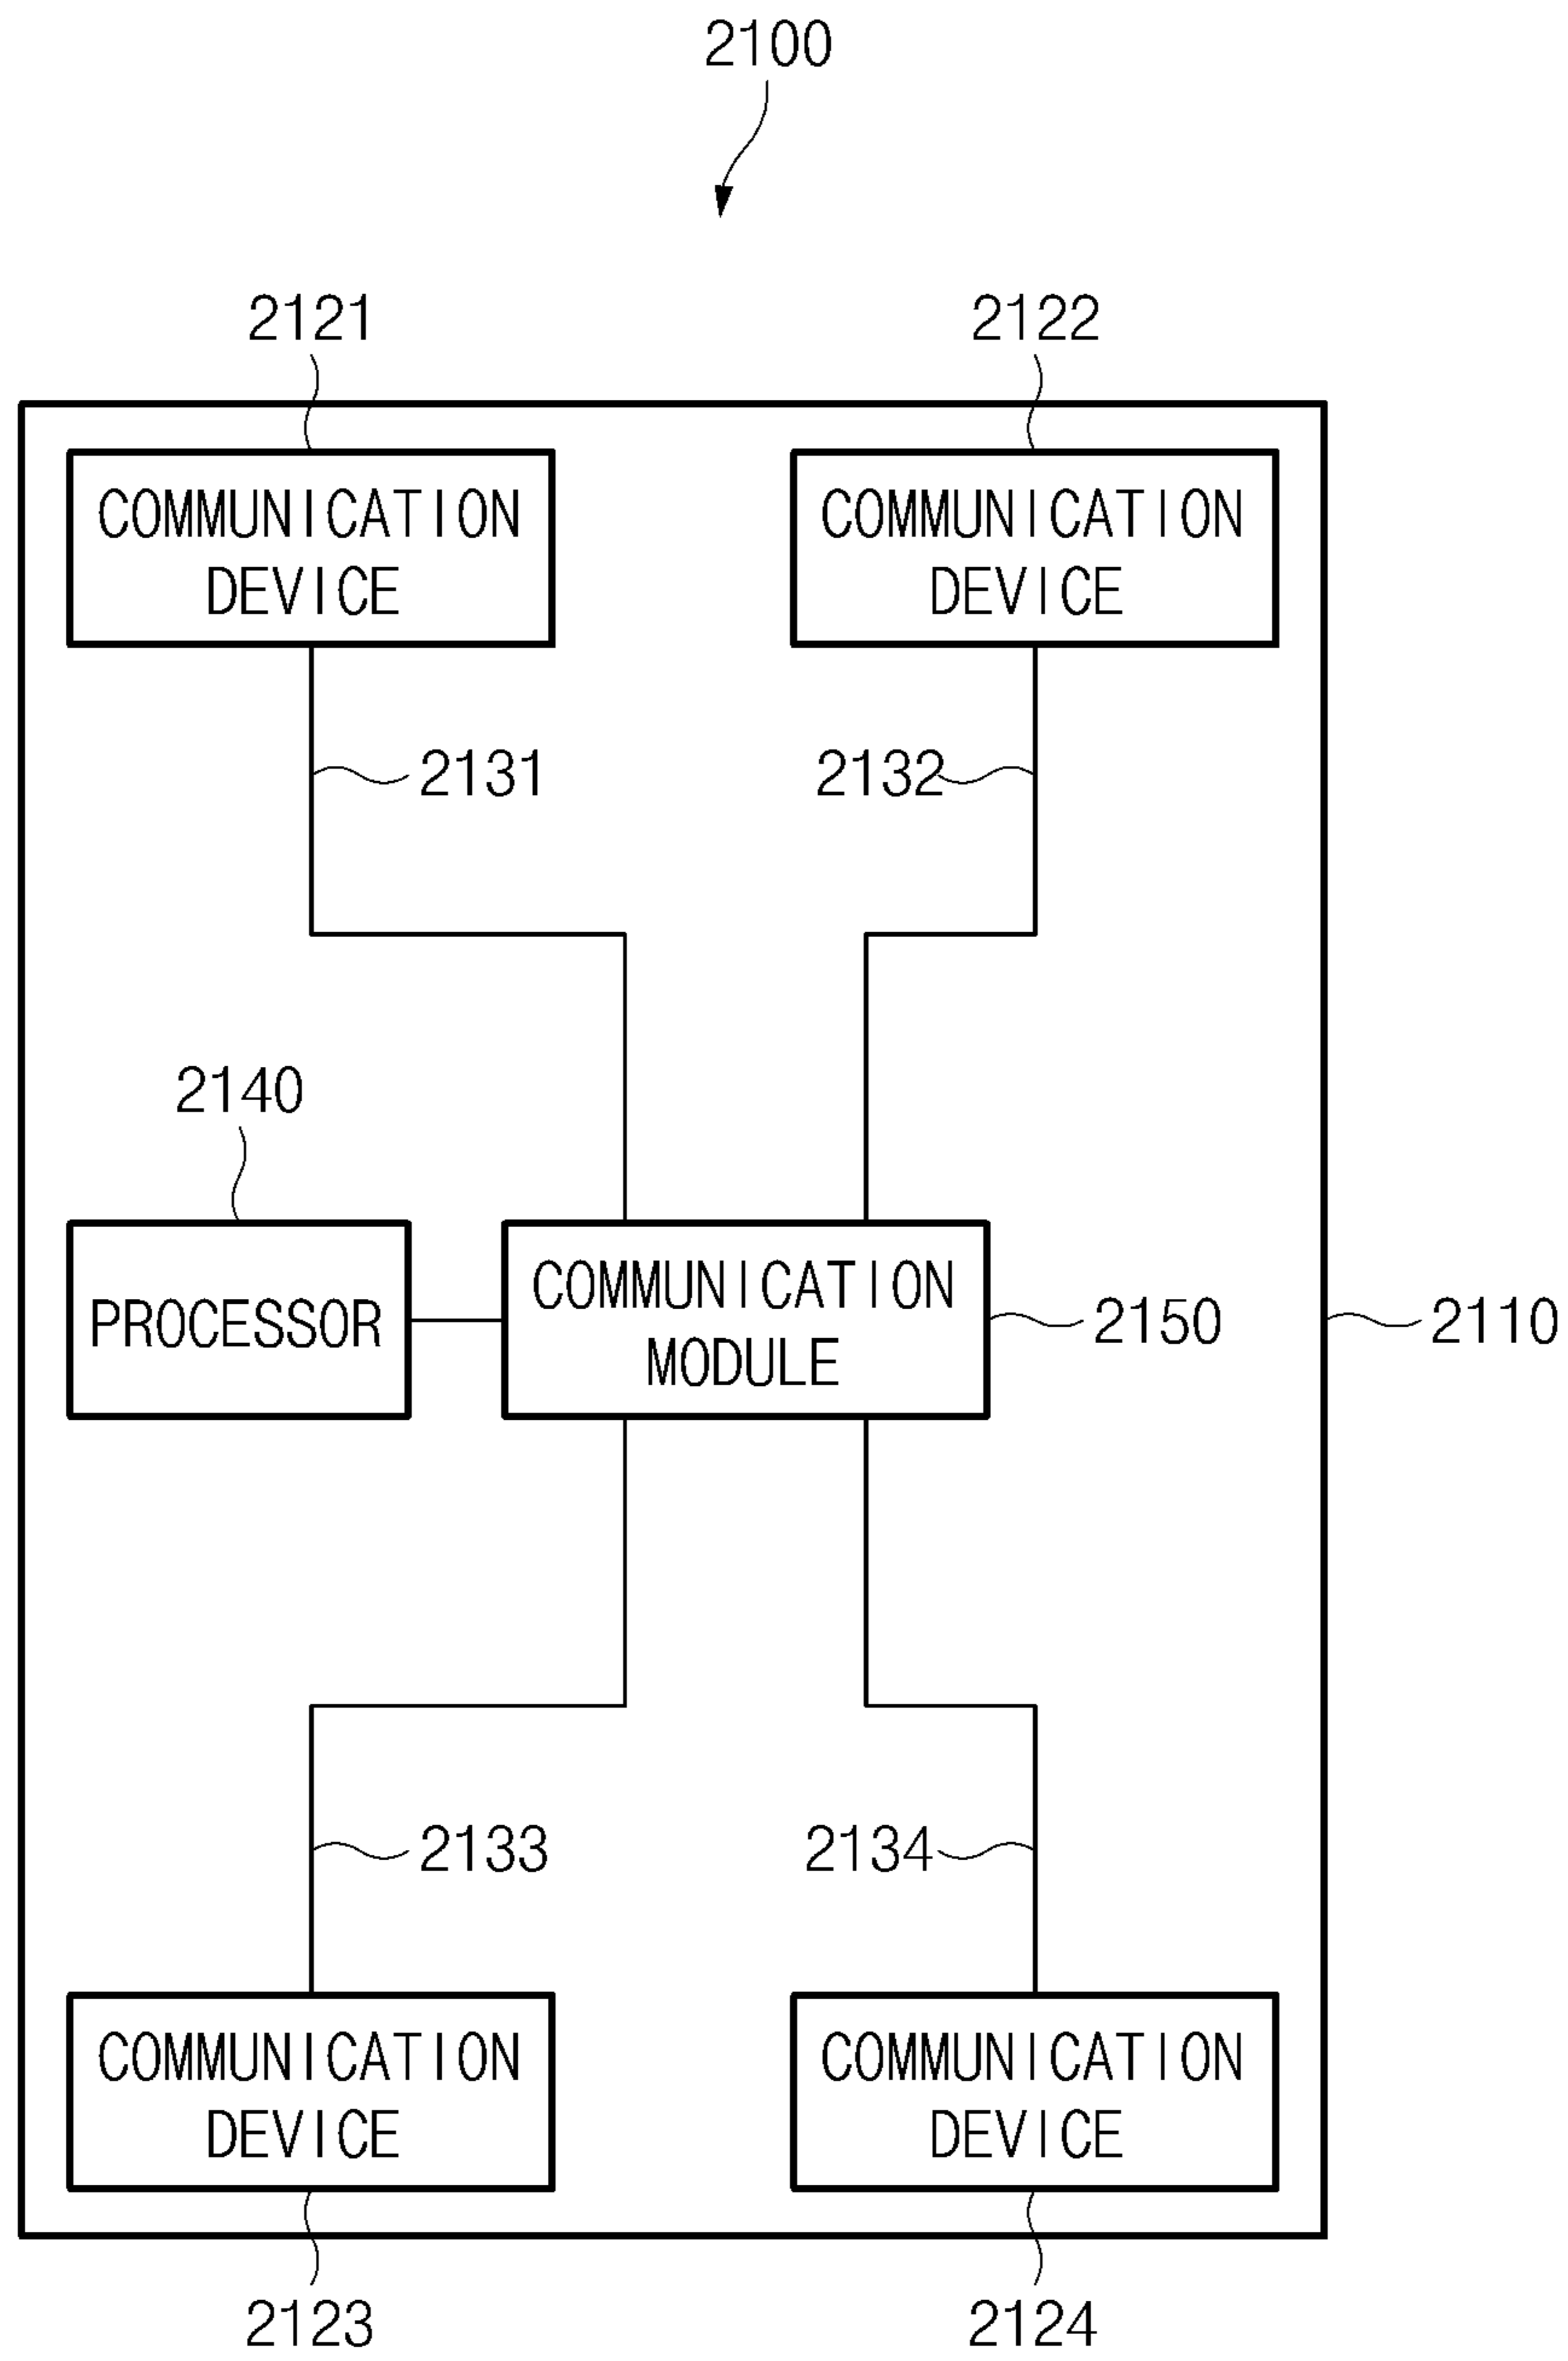 2100
2121
2122
COMMUNICATION
DEVICE
COMMUNICATION
DEVICE
2131
2132
2140
PROCESSOR
COMMUNICATION
MODULE
2150
2110
2133
2134
COMMUNICATION
DEVICE
COMMUNICATION
DEVICE
2123
2124